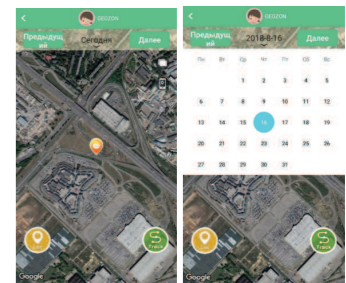 GEOZON
Предыдущ
ий
Сегодня
Далее
Track
Google
GEOZON
Предыдущ
ий
2018-8-16
Далее
Пн Вт Ср Чт Пт Сб Вс
1 2 3 4 5
6 7 8 9 10 11 12
13 14 15 16 17 18 19
20 21 22 23 24 25 26
27 28 29 30 31
Track
Google